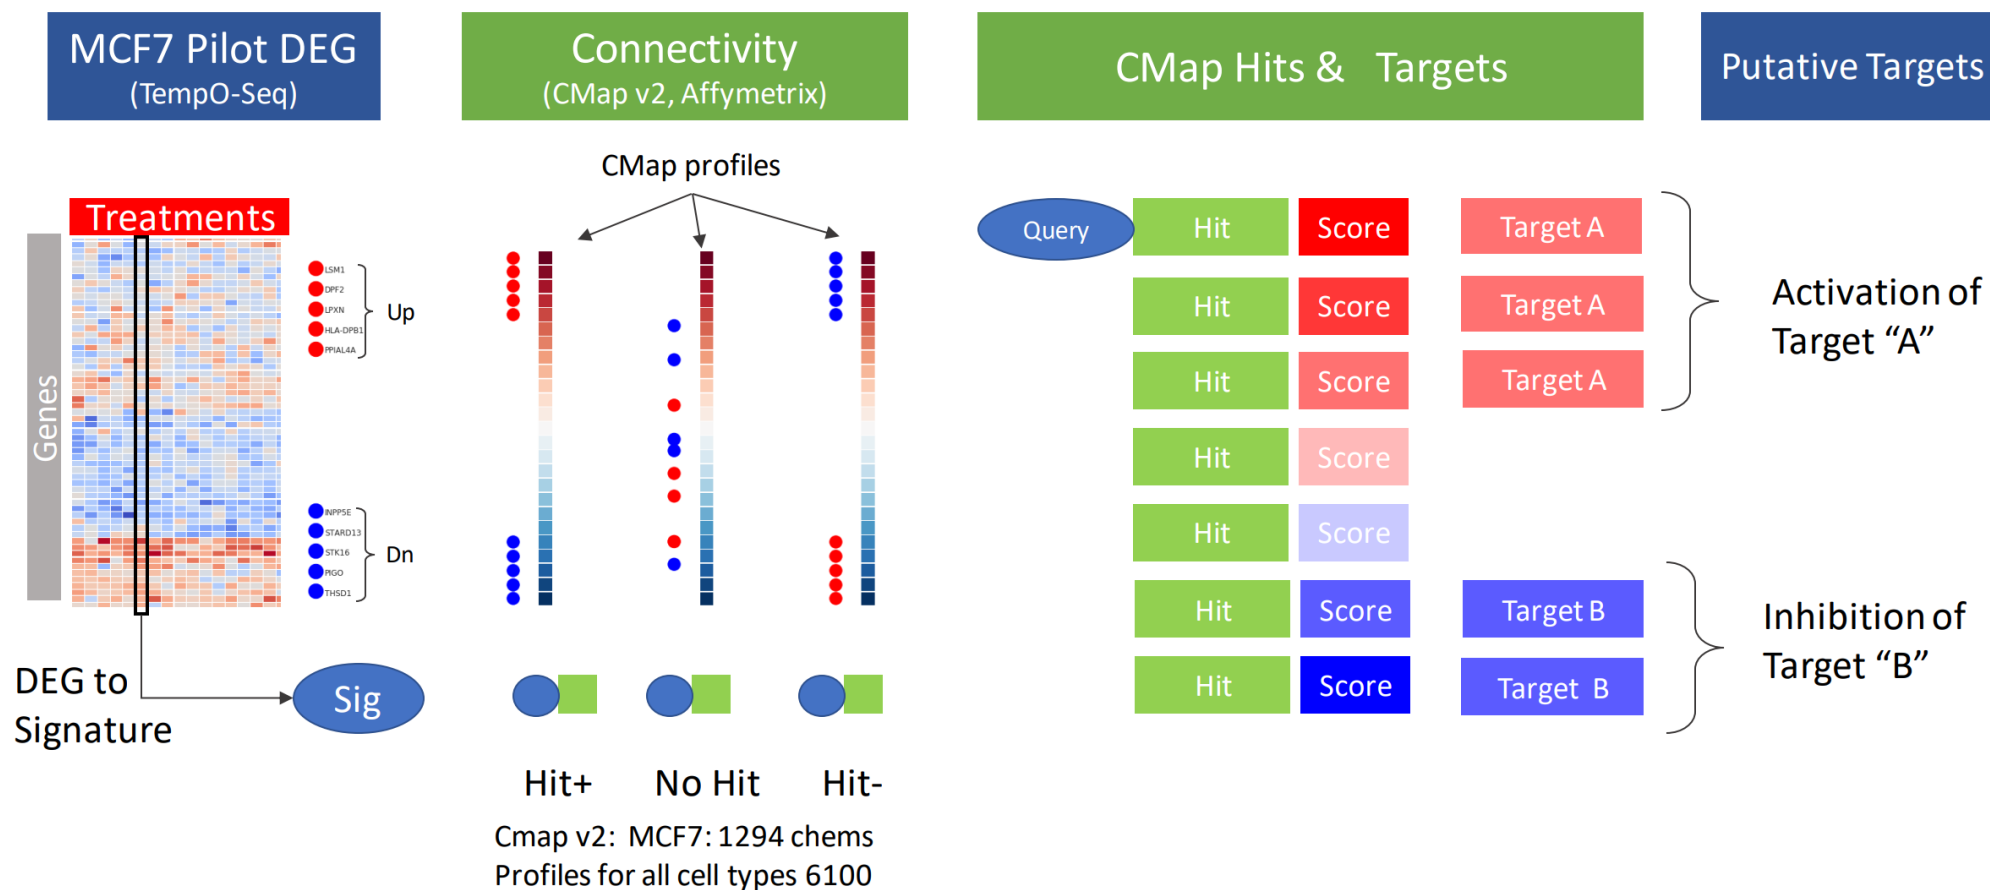 MCF7 Pilot DEG
(TempO-Seq)
Connectivity
(CMap v2, Affymetrix)
CMap Hits & Targets
Putative Targets
Treatments
Genes
LSM1
DPF2
LPXN
HLA-DPB1
PPIAL4A
Up
INPP5E
STARD13
STK16
PIGO
THSD1
Dn
DEG to
Signature
Sig
CMap profiles
Hit+
No Hit
Hit-
Cmap v2: MCF7: 1294 chems
Profiles for all cell types 6100
Query
Hit
Score
Target A
Hit
Score
Target A
Hit
Score
Target A
Hit
Score
Hit
Score
Hit
Score
Target B
Hit
Score
Target B
Activation of
Target “A”
Inhibition of
Target “B”